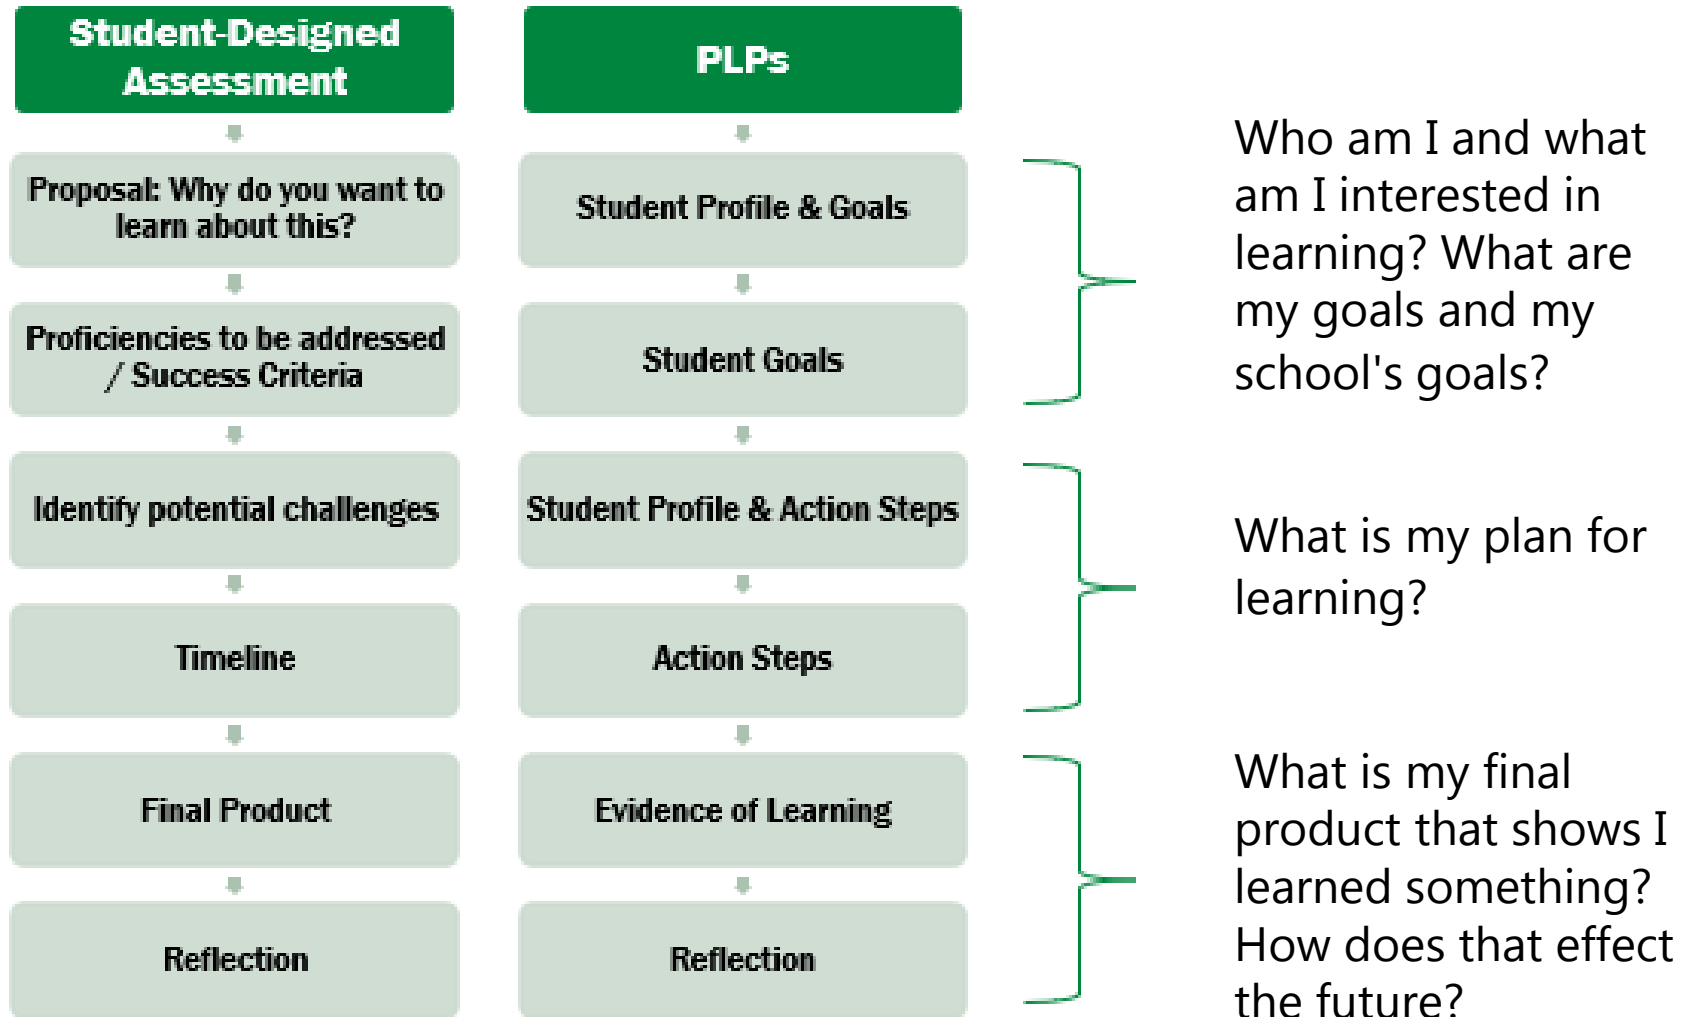 Student-Designed
Assessment
Proposal: Why do you want to
learn about this?
Proficiencies to be addressed
/ Success Criteria
Identify potential challenges
Timeline
Final Product
Reflection
PLPs
Student Profile & Goals
Student Goals
Student Profile & Action Steps
Action Steps
Evidence of Learning
Reflection
Who am I and what
am I interested in
learning? What are
my goals and my
school's goals?
What is my plan for
learning?
What is my final
product that shows I
learned something?
How does that effect
the future?